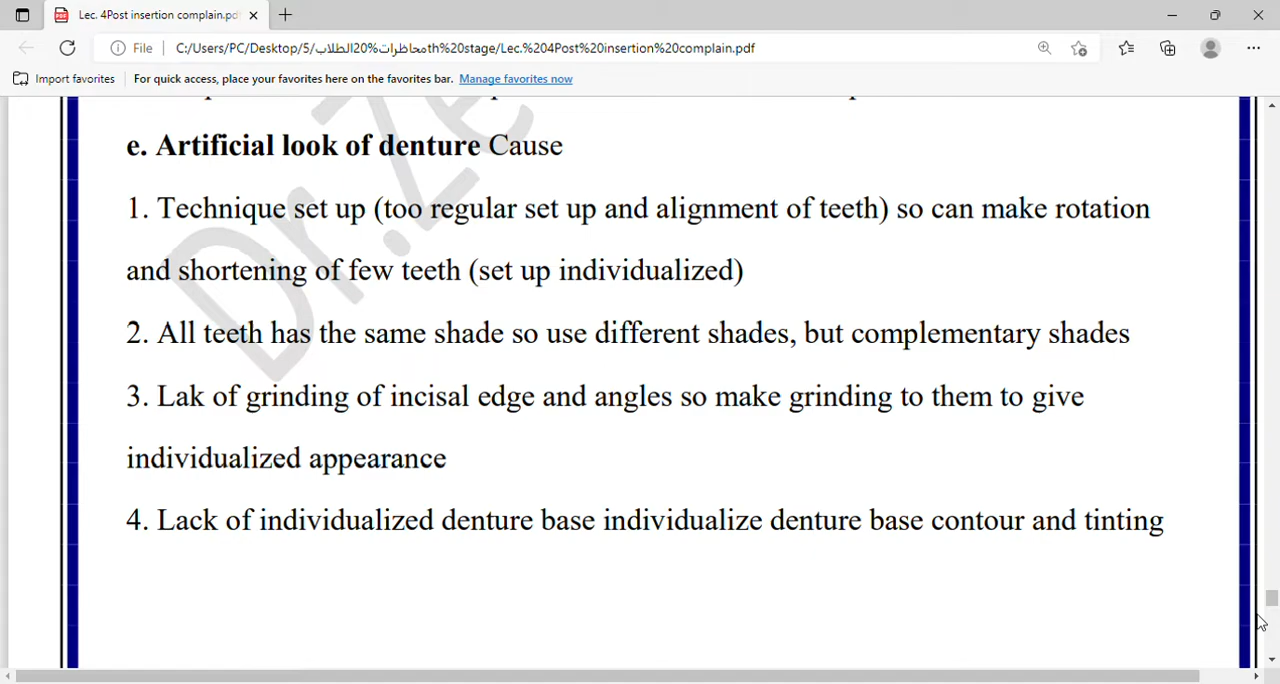 Lec. 4Post insertion complain.pd
File
C:/Users/PC/Desktop/5/محاظرات%20الطلاب/th%20stage/Lec.%204Post%20insertion%20complain.pdf
Import favorites
For quick access, place your favorites here on the favorites bar. Manage favorites now
e. Artificial look of denture Cause
1. Technique set up (too regular set up and alignment of teeth) so can make rotation
and shortening of few teeth (set up individualized)
2. All teeth has the same shade so use different shades, but complementary shades
3. Lak of grinding of incisal edge and angles so make grinding to them to give
individualized appearance
4. Lack of individualized denture base individualize denture base contour and tinting
Dr.Ze